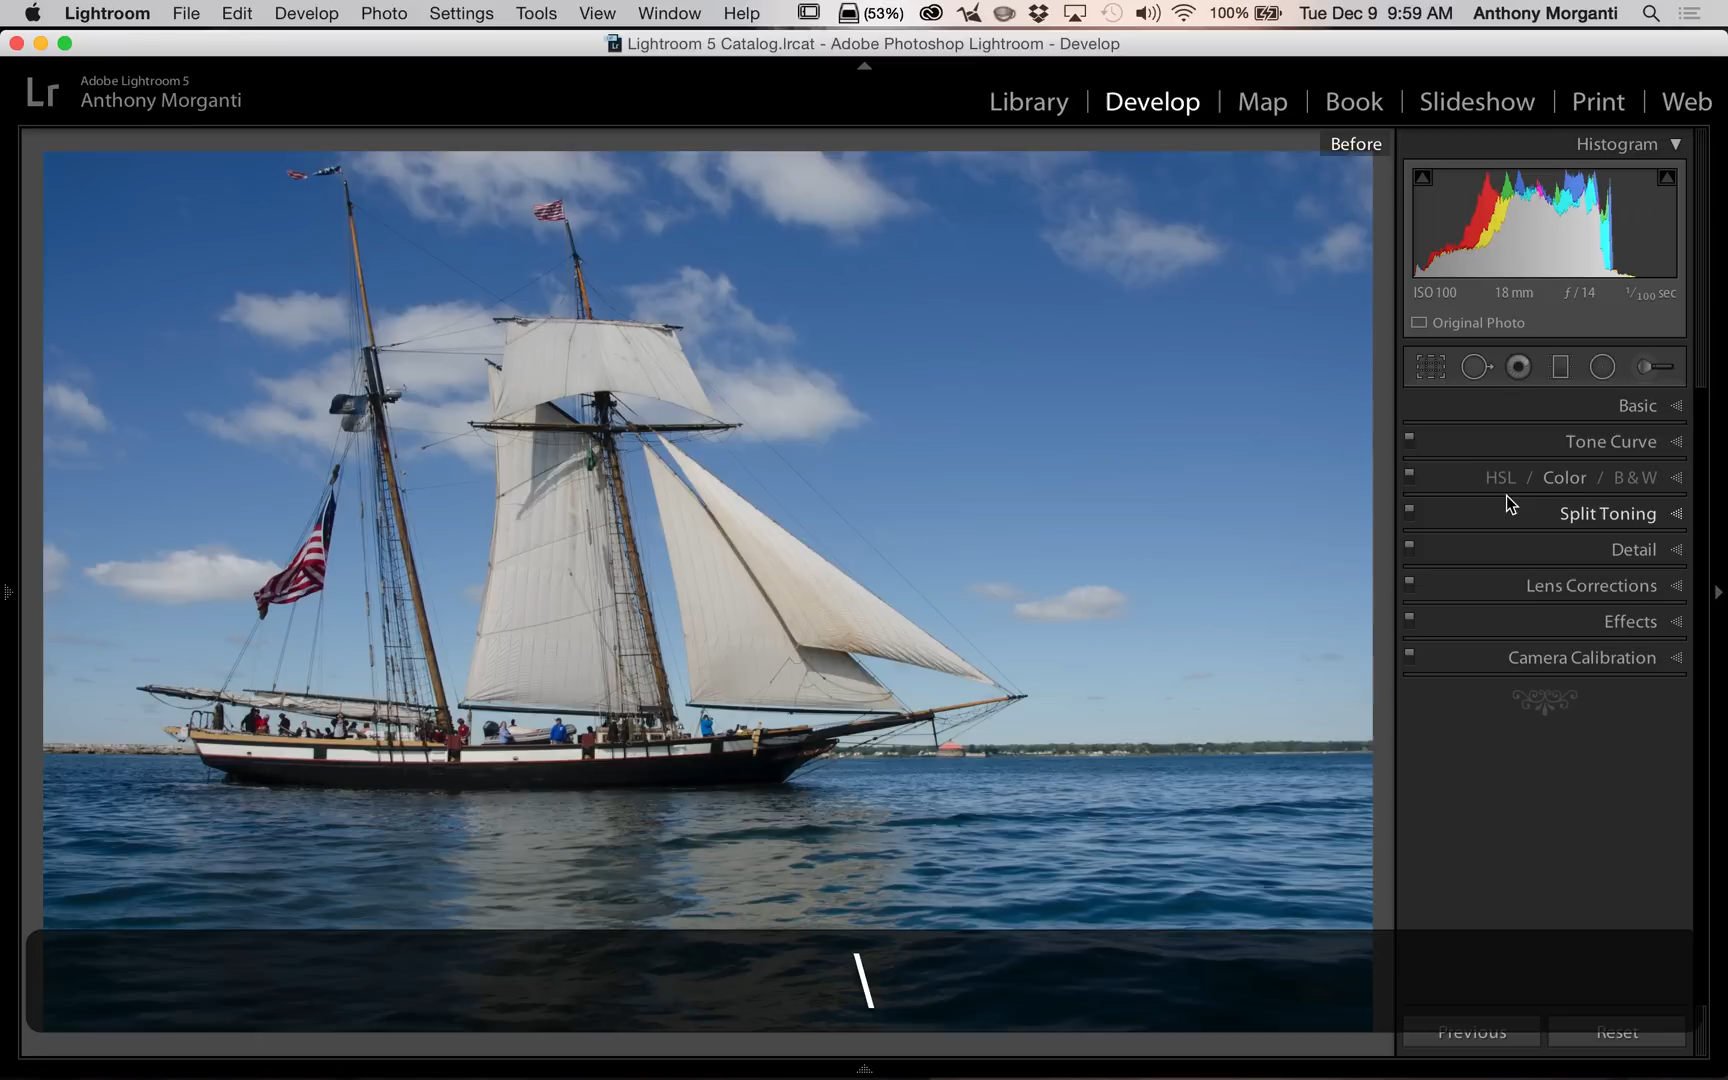 Lightroom File Edit Develop Photo Settings Tools View Window Help (53%) 100% Tue Dec 9 9:59 AM Anthony Morganti
Lightroom 5 Catalog.lrcat - Adobe Photoshop Lightroom - Develop
Lr
Adobe Lightroom 5
Anthony Morganti
Library | Develop | Map | Book | Slideshow | Print | Web
Before
Histogram
ISO 100 18 mm ƒ / 14 1/100 sec
Original Photo
Basic
Tone Curve
HSL / Color / B & W
Split Toning
Detail
Lens Corrections
Effects
Camera Calibration
\
Previous Reset